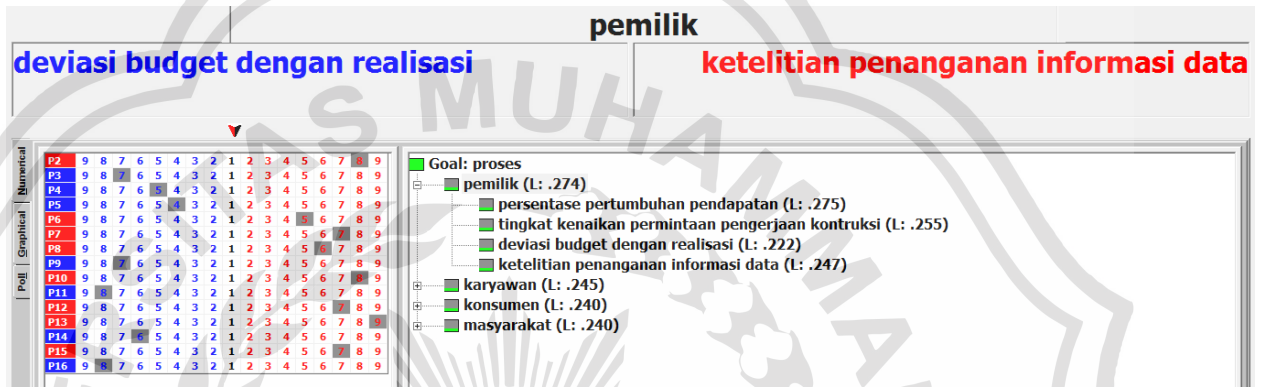 pemilik
deviasi budget dengan realisasi
ketelitian penanganan informasi data
Numerical
Graphical
Poll
P2 9 8 7 6 5 4 3 2 1 2 3 4 5 6 7 8 9
P3 9 8 7 6 5 4 3 2 1 2 3 4 5 6 7 8 9
P4 9 8 7 6 5 4 3 2 1 2 3 4 5 6 7 8 9
P5 9 8 7 6 5 4 3 2 1 2 3 4 5 6 7 8 9
P6 9 8 7 6 5 4 3 2 1 2 3 4 5 6 7 8 9
P7 9 8 7 6 5 4 3 2 1 2 3 4 5 6 7 8 9
P8 9 8 7 6 5 4 3 2 1 2 3 4 5 6 7 8 9
P9 9 8 7 6 5 4 3 2 1 2 3 4 5 6 7 8 9
P10 9 8 7 6 5 4 3 2 1 2 3 4 5 6 7 8 9
P11 9 8 7 6 5 4 3 2 1 2 3 4 5 6 7 8 9
P12 9 8 7 6 5 4 3 2 1 2 3 4 5 6 7 8 9
P13 9 8 7 6 5 4 3 2 1 2 3 4 5 6 7 8 9
P14 9 8 7 6 5 4 3 2 1 2 3 4 5 6 7 8 9
P15 9 8 7 6 5 4 3 2 1 2 3 4 5 6 7 8 9
P16 9 8 7 6 5 4 3 2 1 2 3 4 5 6 7 8 9
Goal: proses
pemilik (L: .274)
persentase pertumbuhan pendapatan (L: .275)
tingkat kenaikan permintaan pengerjaan kontruksi (L: .255)
deviasi budget dengan realisasi (L: .222)
ketelitian penanganan informasi data (L: .247)
karyawan (L: .245)
konsumen (L: .240)
masyarakat (L: .240)
TAS MUHAMMA